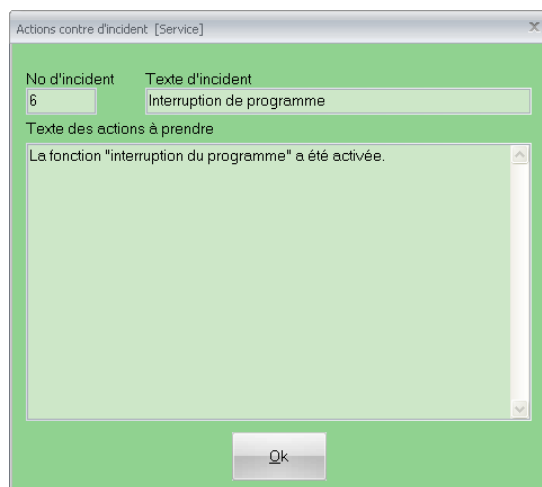 Actions contre d'incident [Service]
No d'incident Texte d'incident
6 Interruption de programme
Texte des actions à prendre
La fonction "interruption du programme" a été activée.
Ok